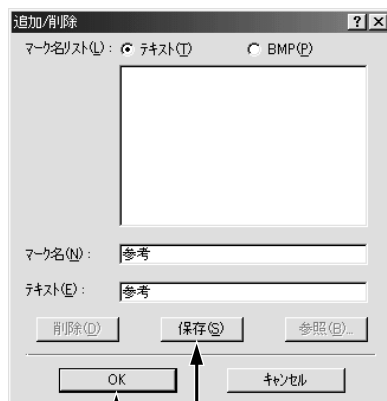 追加/削除
マーク名リスト(L): テキスト(T) BMP(P)
マーク名(N): 参考
テキスト(E): 参考
削除(D) 保存(S) 参照(B)...
OK キャンセル